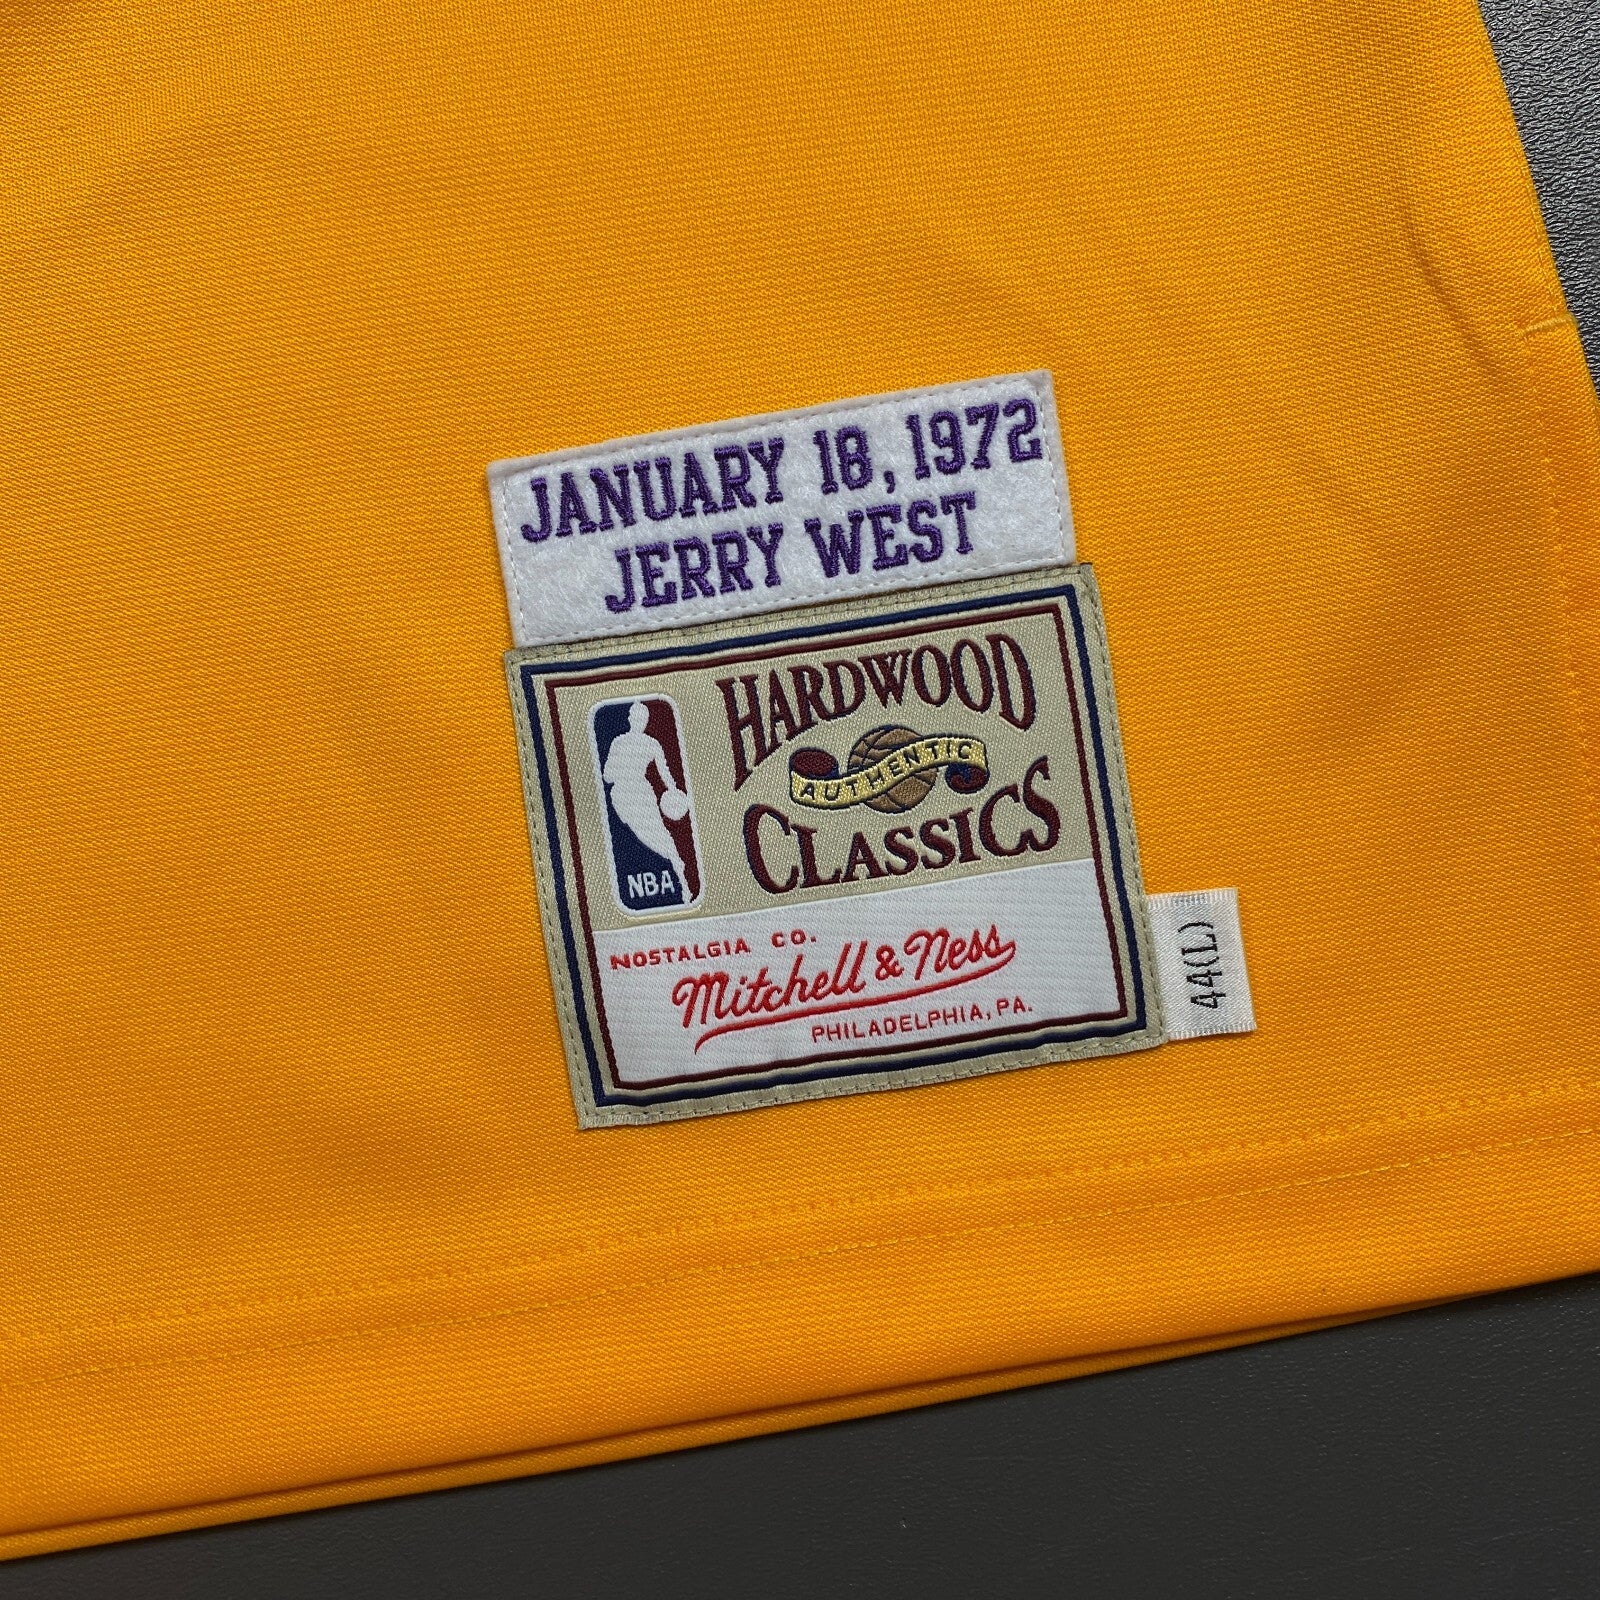 JANUARY 18, 1972
JERRY WEST
HARDWOOD
AUTHENTIC
CLASSICS
NBA
NOSTALGIA CO.
Mitchell & Ness
PHILADELPHIA, PA.
44(L)